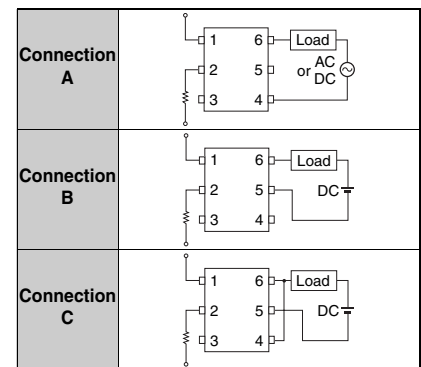 Connection
A
1 6 Load
2 5 or AC
DC
3 4
Connection
B
1 6 Load
2 5 DC
3 4
Connection
C
1 6 Load
2 5 DC
3 4